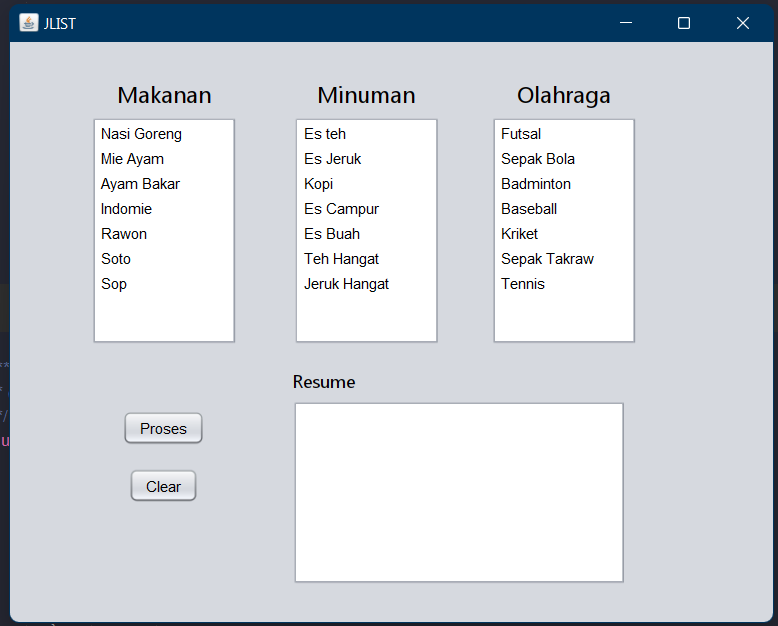 JLIST
Makanan
Nasi Goreng
Mie Ayam
Ayam Bakar
Indomie
Rawon
Soto
Sop
Minuman
Es teh
Es Jeruk
Kopi
Es Campur
Es Buah
Teh Hangat
Jeruk Hangat
Olahraga
Futsal
Sepak Bola
Badminton
Baseball
Kriket
Sepak Takraw
Tennis
Resume
Proses
Clear